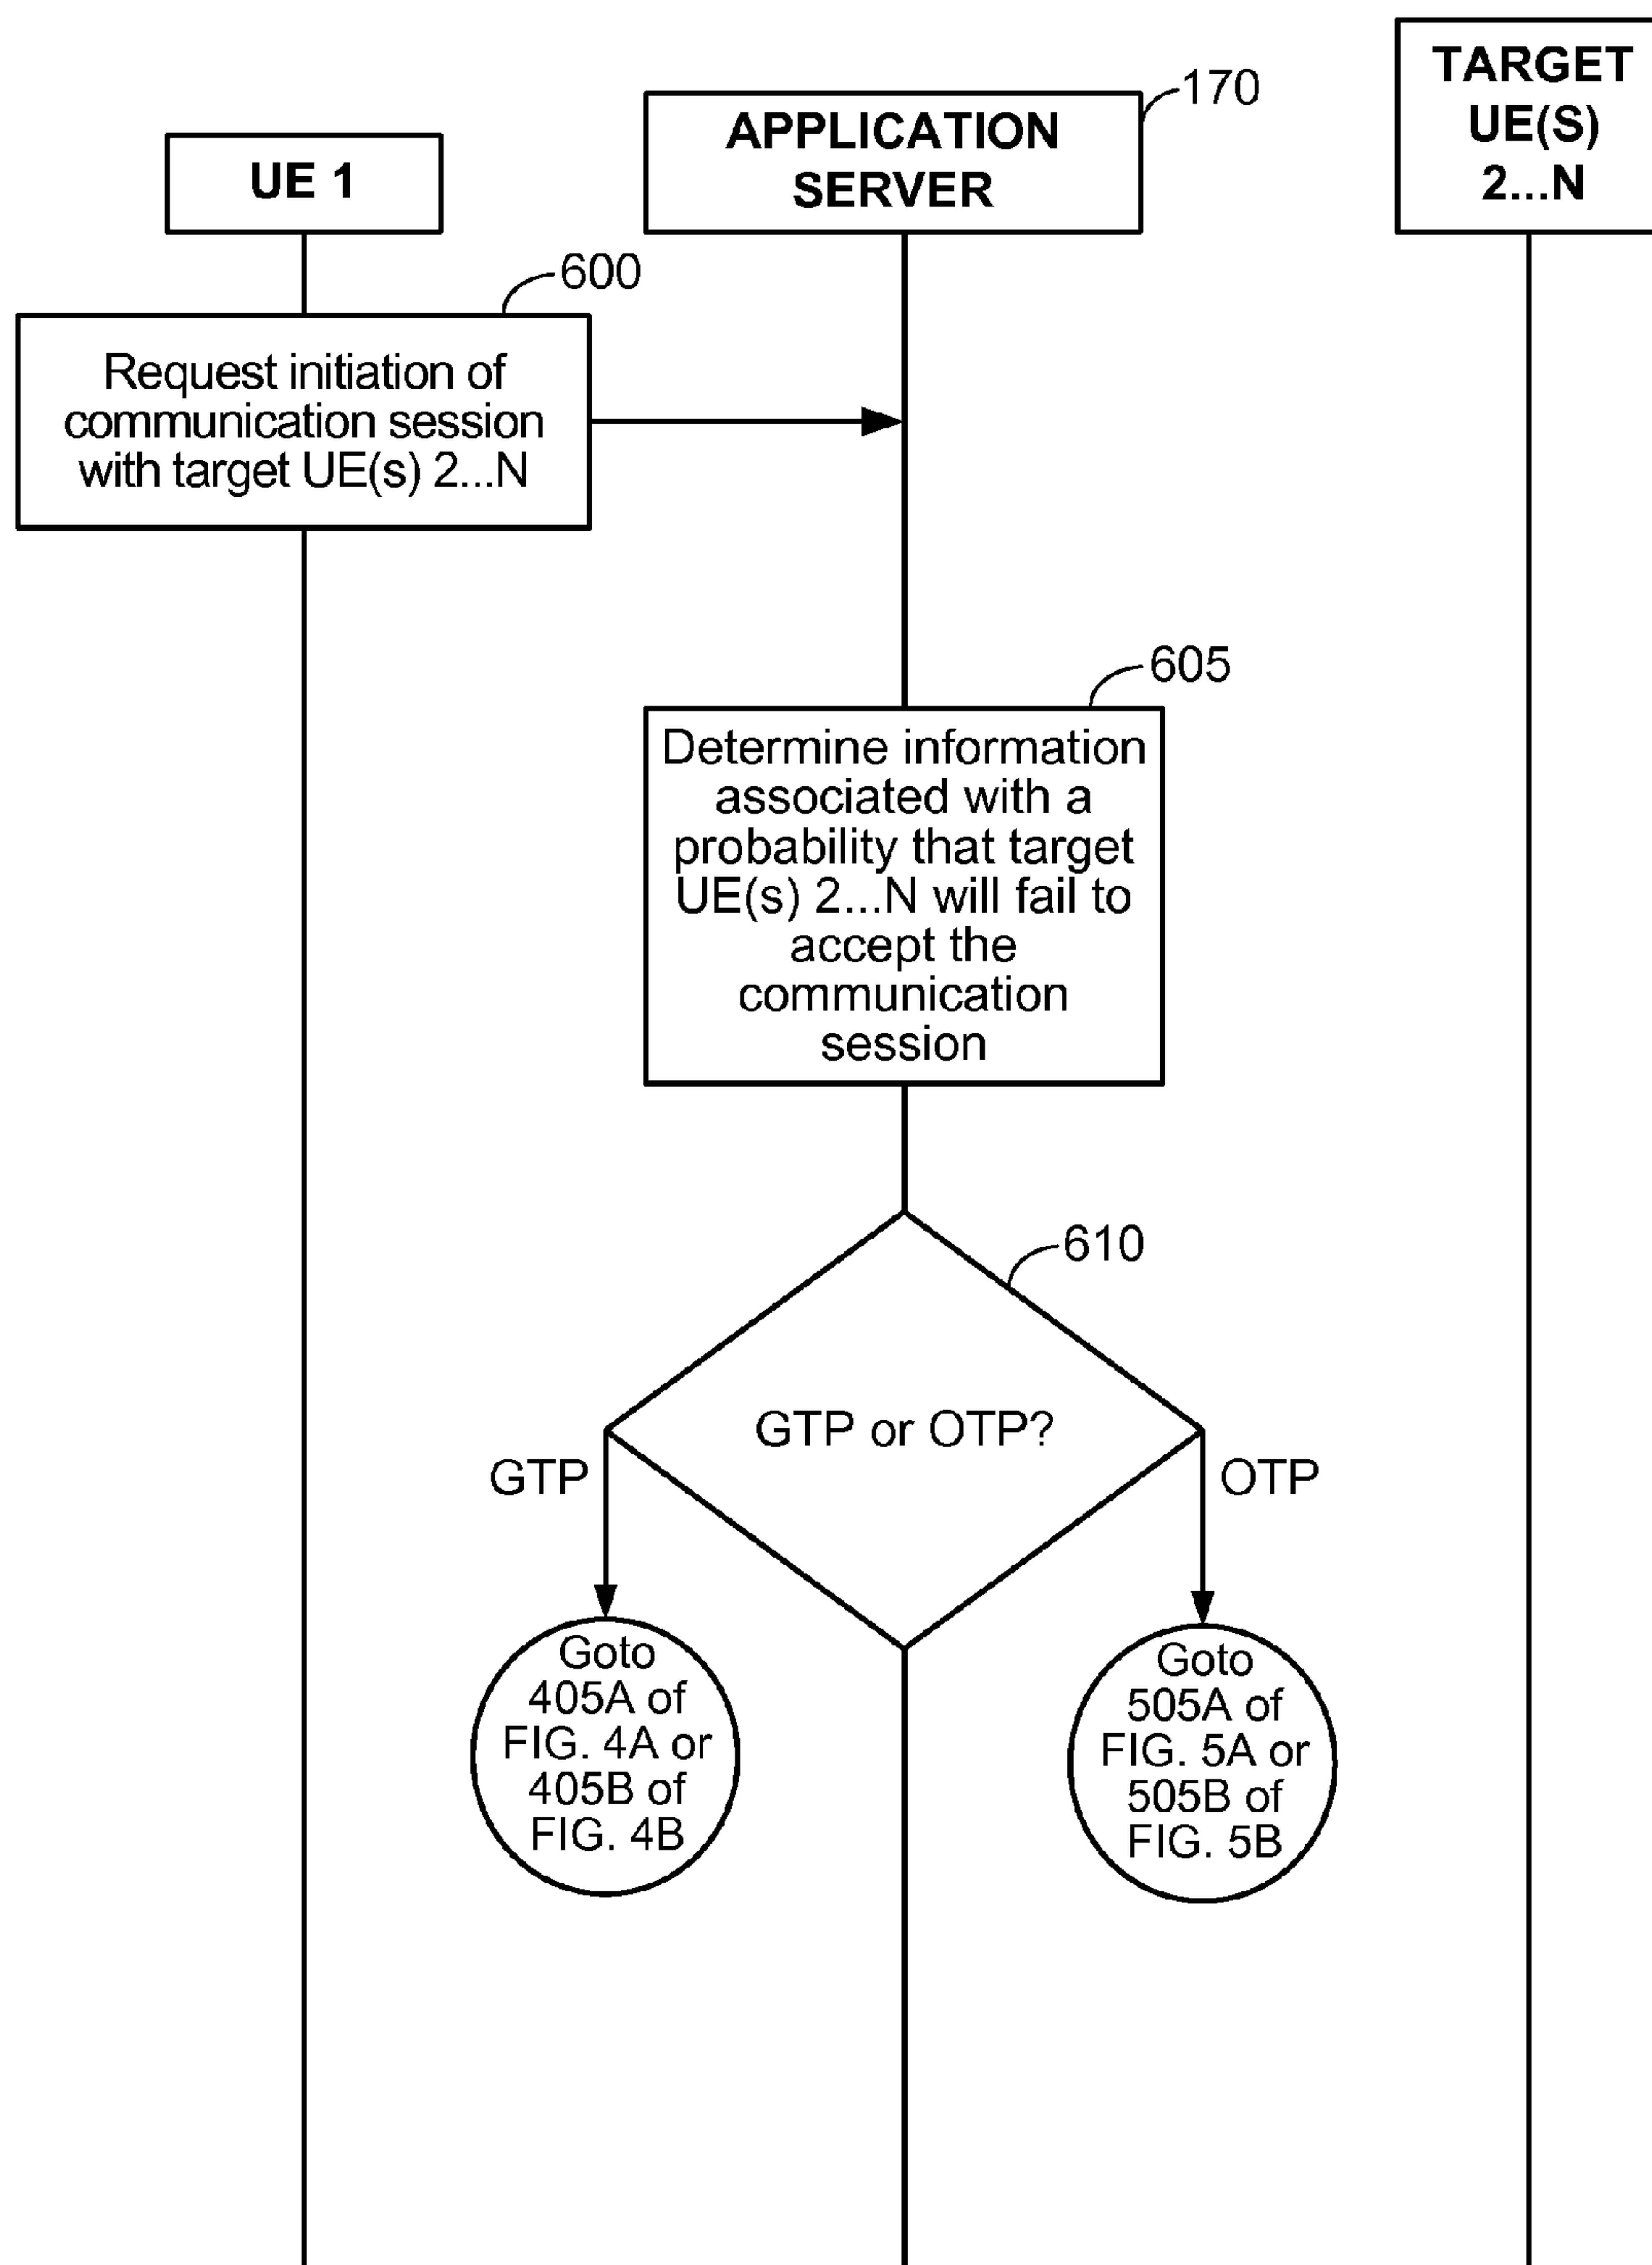 UE 1
APPLICATION
SERVER
170
TARGET
UE(S)
2...N
600
Request initiation of
communication session
with target UE(s) 2...N
605
Determine information
associated with a
probability that target
UE(s) 2...N will fail to
accept the
communication
session
610
GTP or OTP?
GTP
OTP
Goto
405A of
FIG. 4A or
405B of
FIG. 4B
Goto
505A of
FIG. 5A or
505B of
FIG. 5B